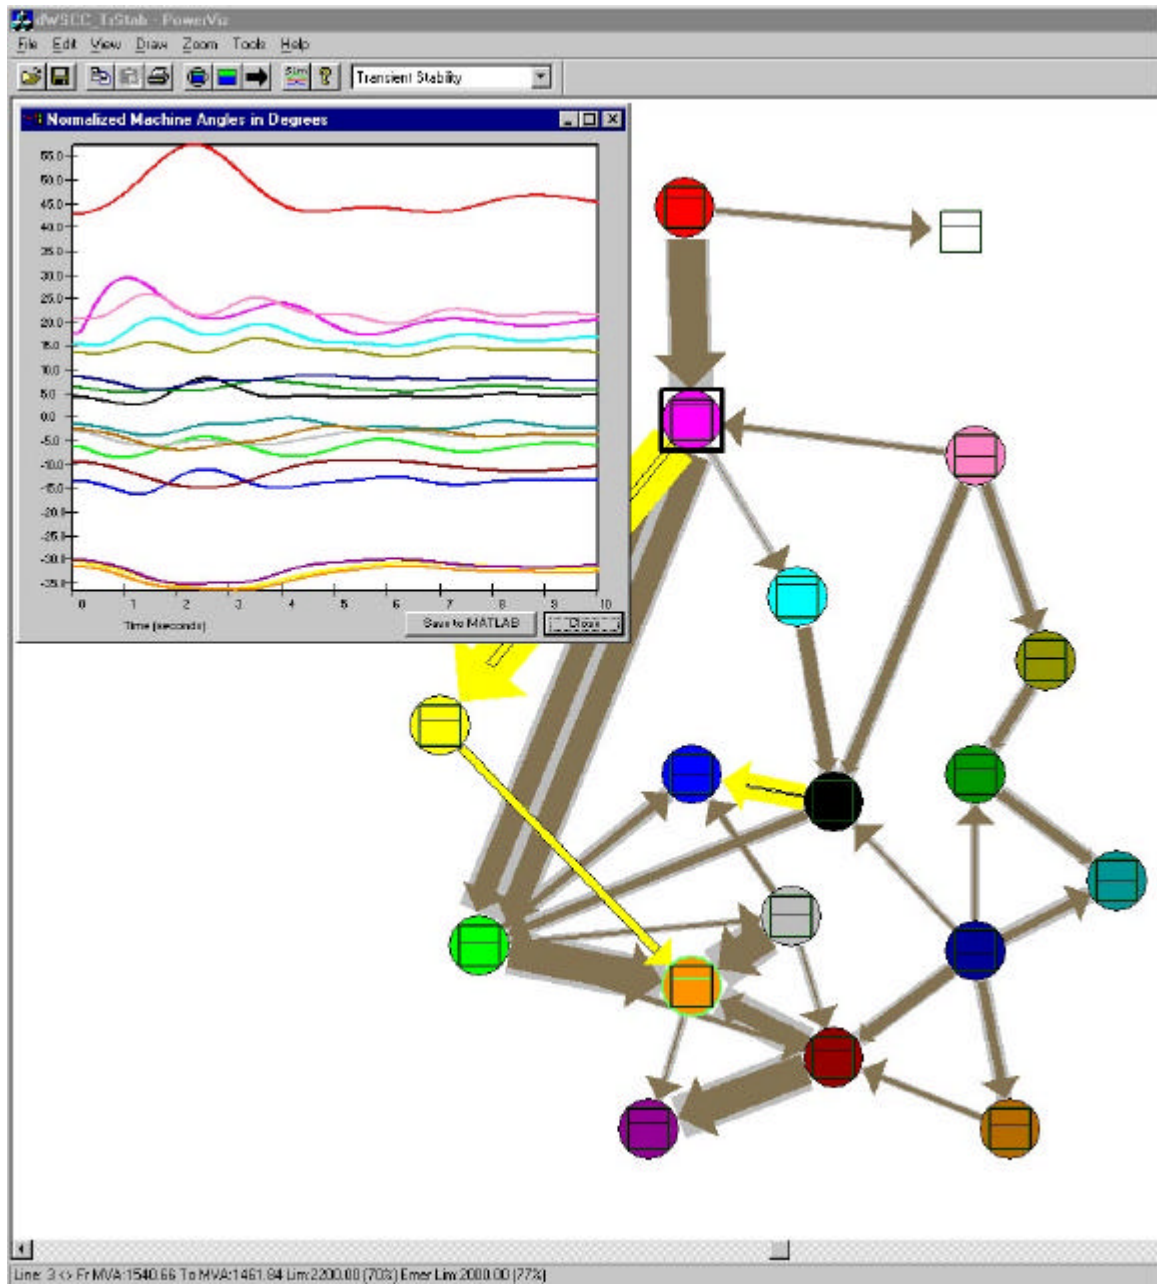 dWSCC_TrStab - PowerViz
File Edit View Draw Zoom Tools Help
Sim ? Transient Stability
Normalized Machine Angles in Degrees
55.0
50.0
45.0
40.0
35.0
30.0
25.0
20.0
15.0
10.0
5.0
0.0
-5.0
-10.0
-15.0
-20.0
-25.0
-30.0
-35.0
0 1 2 3 4 5 6 7 8 9 10
Time (seconds)
Save to MATLAB Close
Line: 3 <> Fr MVA:1540.66 To MVA:1461.84 Lim:2200.00 (70%) Emer Lim:2000.00 (77%)